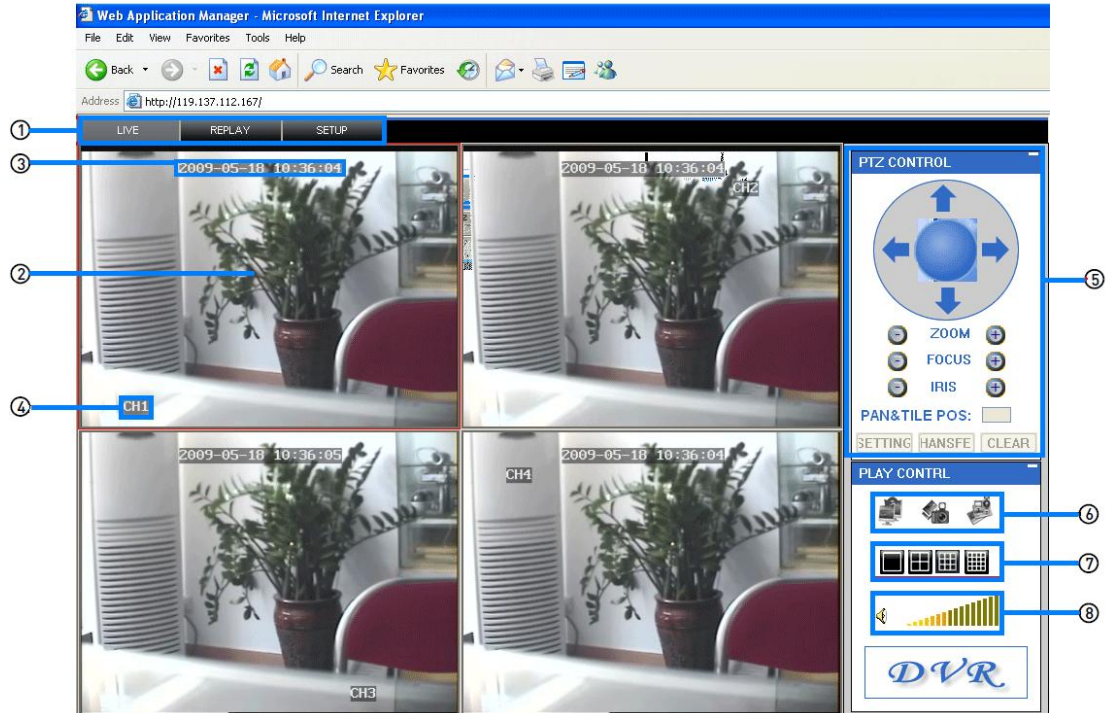 Web Application Manager - Microsoft Internet Explorer
File Edit View Favorites Tools Help
Back Search Favorites
Address http://119.137.112.167/
① LIVE REPLAY SETUP
③ 2009-05-18 10:36:04 2009-05-18 10:36:04
CH2
②
④ CH1
PTZ CONTROL
⑤
- ZOOM +
- FOCUS +
- IRIS +
PAN&TILE POS:
SETTING HANSFE CLEAR
2009-05-18 10:36:05 2009-05-18 10:36:04
CH4
CH3
PLAY CONTRL
⑥
⑦
⑧
DVR